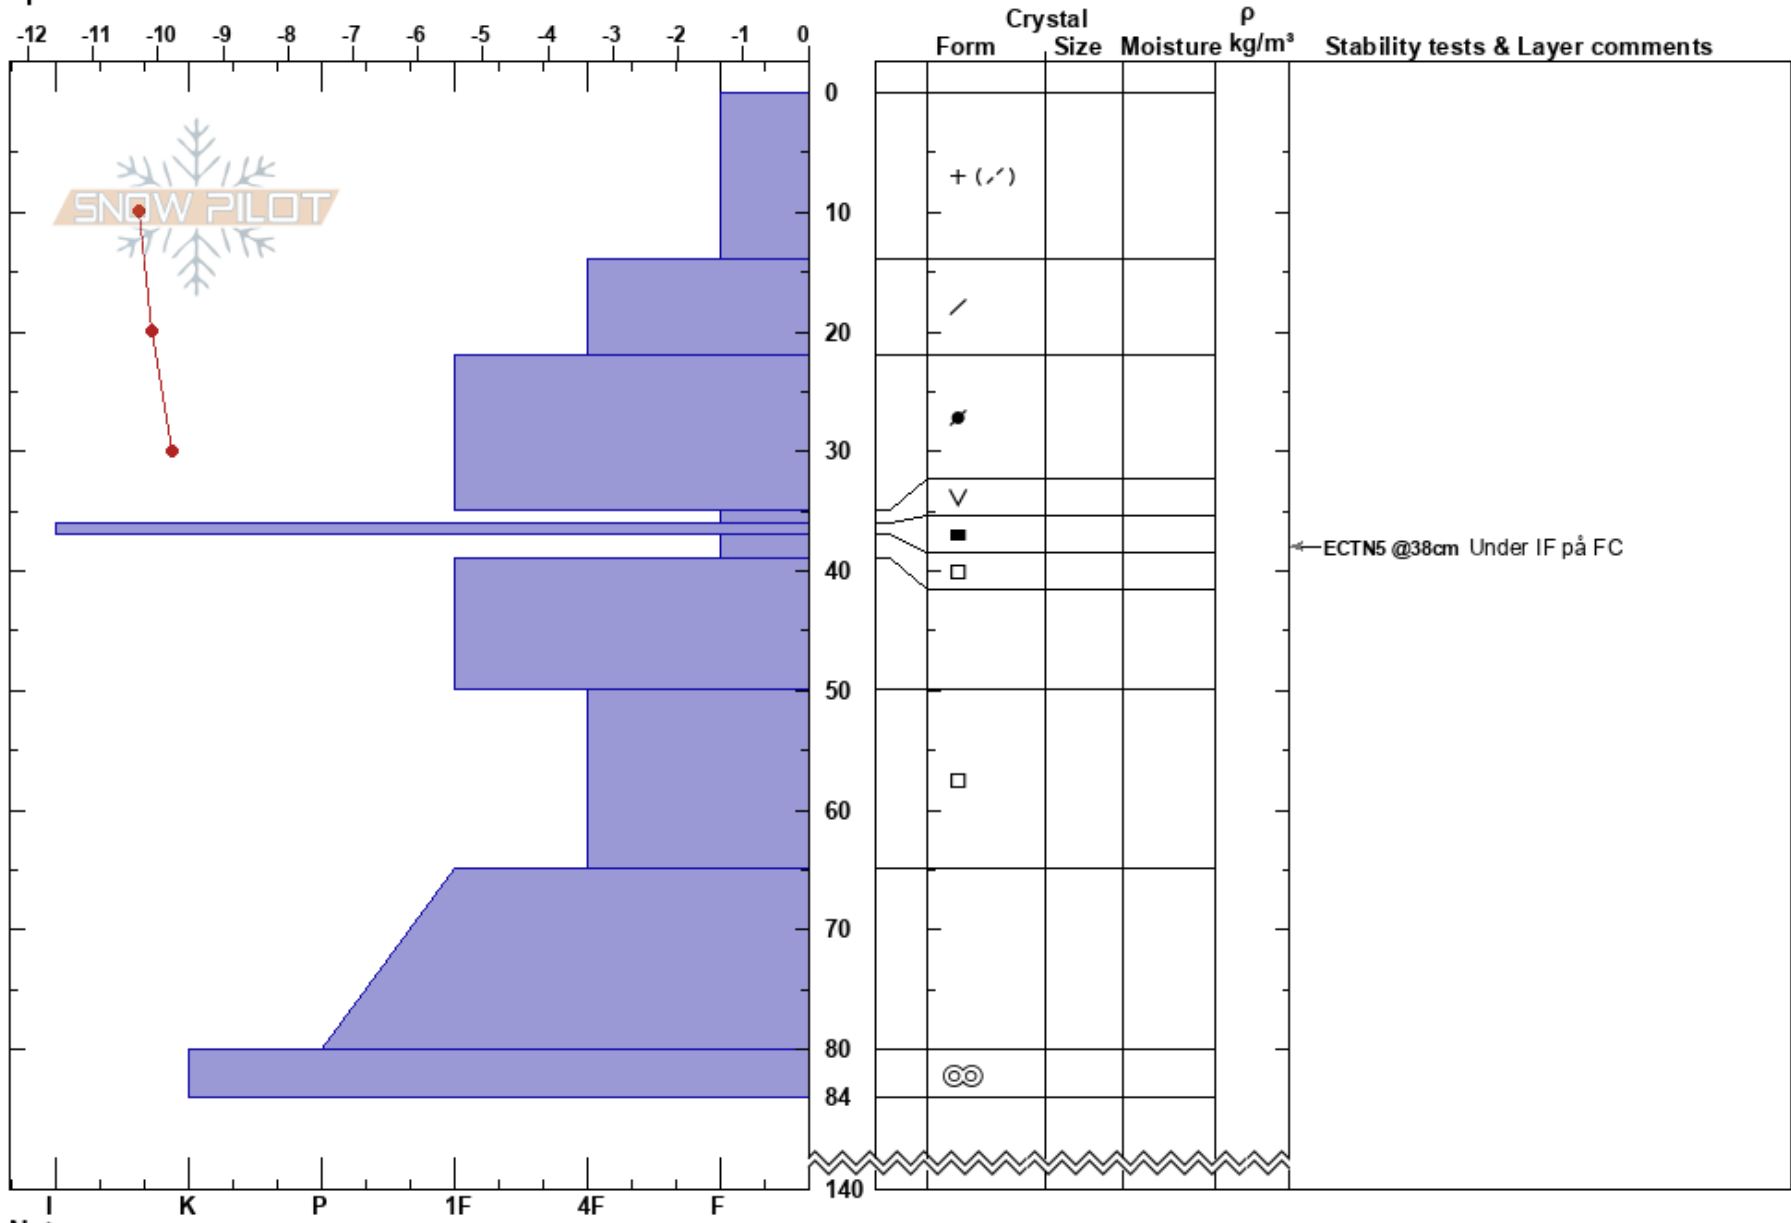 Crystal ρ
-12 -11 -10 -9 -8 -7 -6 -5 -4 -3 -2 -1 0
Form Size Moisture kg/m³ Stability tests & Layer comments
0
+ (⁄)
SNOW PILOT
10
20
30
ECTN5 @38cm Under IF på FC
40
50
60
70
80
84
140
I K P 1F 4F F